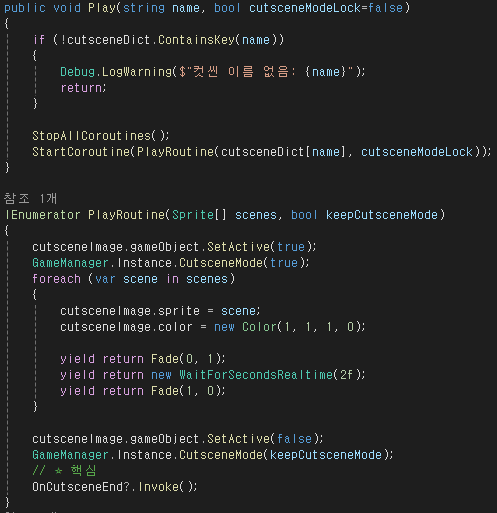 public void Play(string name, bool cutsceneModeLock=false)
{
if (!cutsceneDict.ContainsKey(name))
{
Debug.LogWarning($"컷씬 이름 없음: {name}");
return;
}
StopAllCoroutines();
StartCoroutine(PlayRoutine(cutsceneDict[name], cutsceneModeLock));
}
참조 1개
IEnumerator PlayRoutine(Sprite[] scenes, bool keepCutsceneMode)
{
cutsceneImage.gameObject.SetActive(true);
GameManager.Instance.CutsceneMode(true);
foreach (var scene in scenes)
{
cutsceneImage.sprite = scene;
cutsceneImage.color = new Color(1, 1, 1, 0);
yield return Fade(0, 1);
yield return new WaitForSecondsRealtime(2f);
yield return Fade(1, 0);
}
cutsceneImage.gameObject.SetActive(false);
GameManager.Instance.CutsceneMode(keepCutsceneMode);
// ⭐ 핵심
OnCutsceneEnd?.Invoke();
}